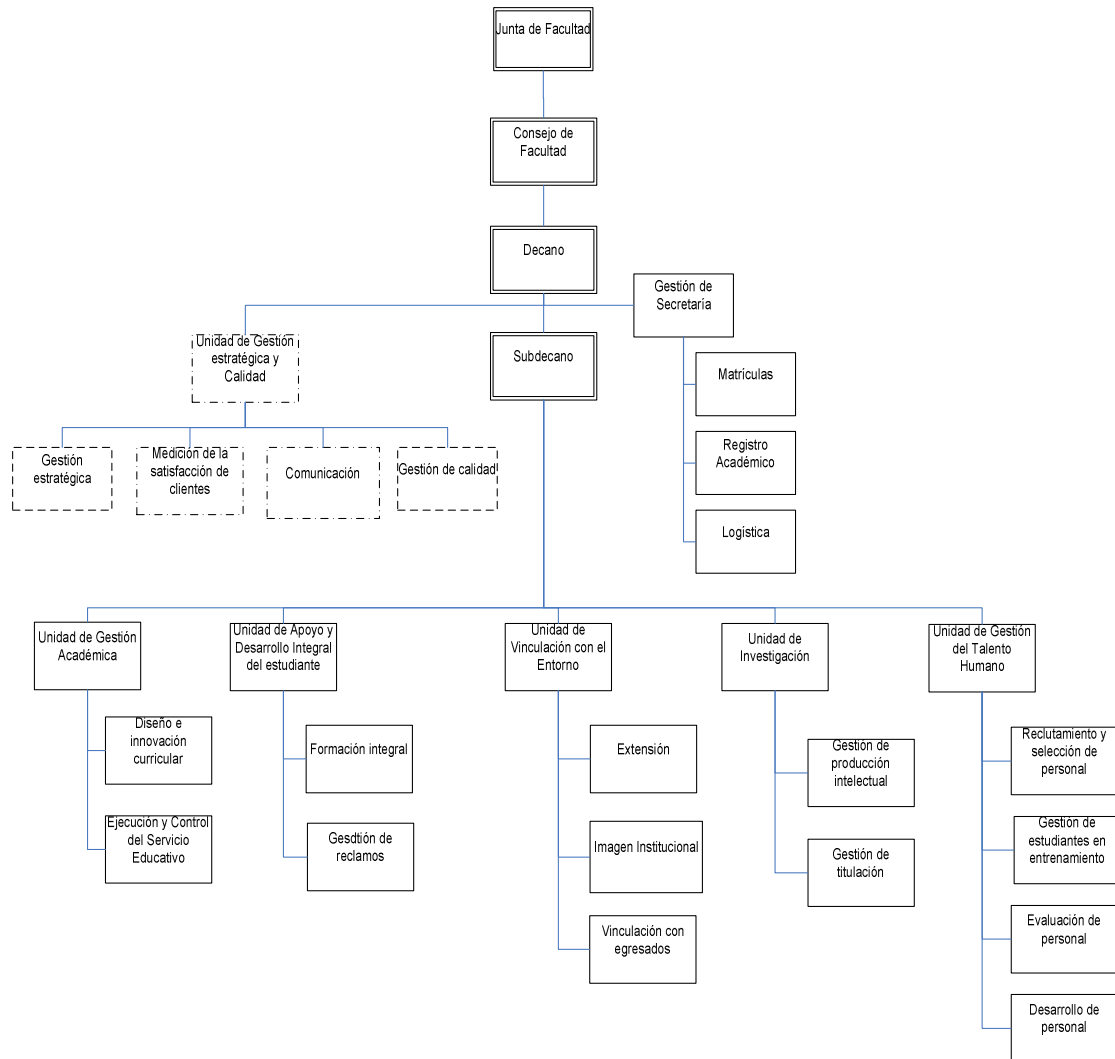 Junta de Facultad
Consejo de
Facultad
Decano
Gestión de
Secretaría
Unidad de Gestión
estratégica y
Calidad
Subdecano
Matrículas
Registro
Académico
Logística
Gestión
estratégica
Medición de la
satisfacción de
clientes
Comunicación
Gestión de calidad
Unidad de Gestión
Académica
Unidad de Apoyo y
Desarrollo Integral
del estudiante
Unidad de
Vinculación con el
Entorno
Unidad de
Investigación
Unidad de Gestión
del Talento
Humano
Diseño e
innovación
curricular
Ejecución y Control
del Servicio
Educativo
Formación integral
Gesdtión de
reclamos
Extensión
Imagen Institucional
Vinculación con
egresados
Gestión de
producción
intelectual
Gestión de
titulación
Reclutamiento y
selección de
personal
Gestión de
estudiantes en
entrenamiento
Evaluación de
personal
Desarrollo de
personal